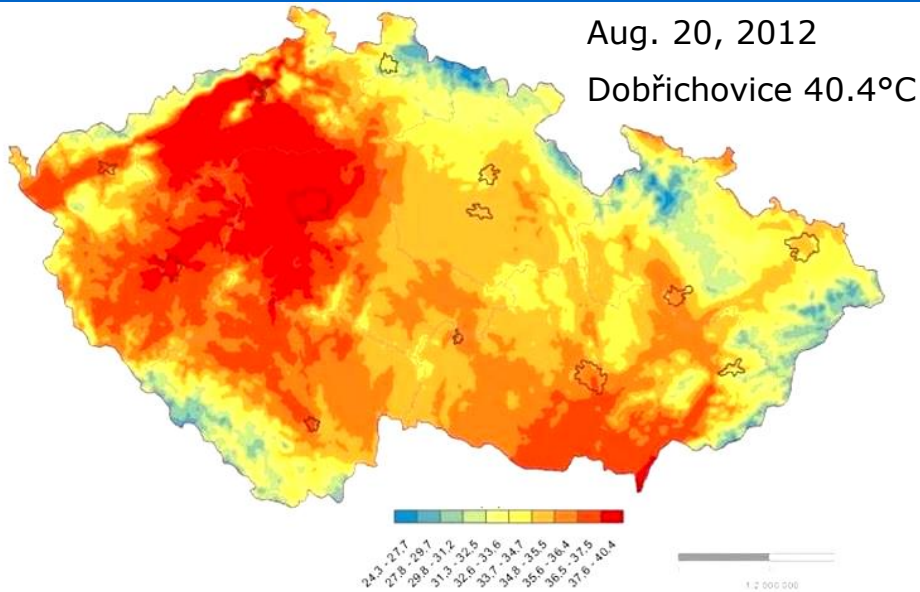 Aug. 20, 2012
Dobřichovice 40.4°C
24,3 - 27,7
27,8 - 29,7
29,8 - 31,2
31,3 - 32,5
32,6 - 33,6
33,7 - 34,7
34,8 - 35,5
35,6 - 36,4
36,5 - 37,5
37,6 - 40,4
1:2 000 000